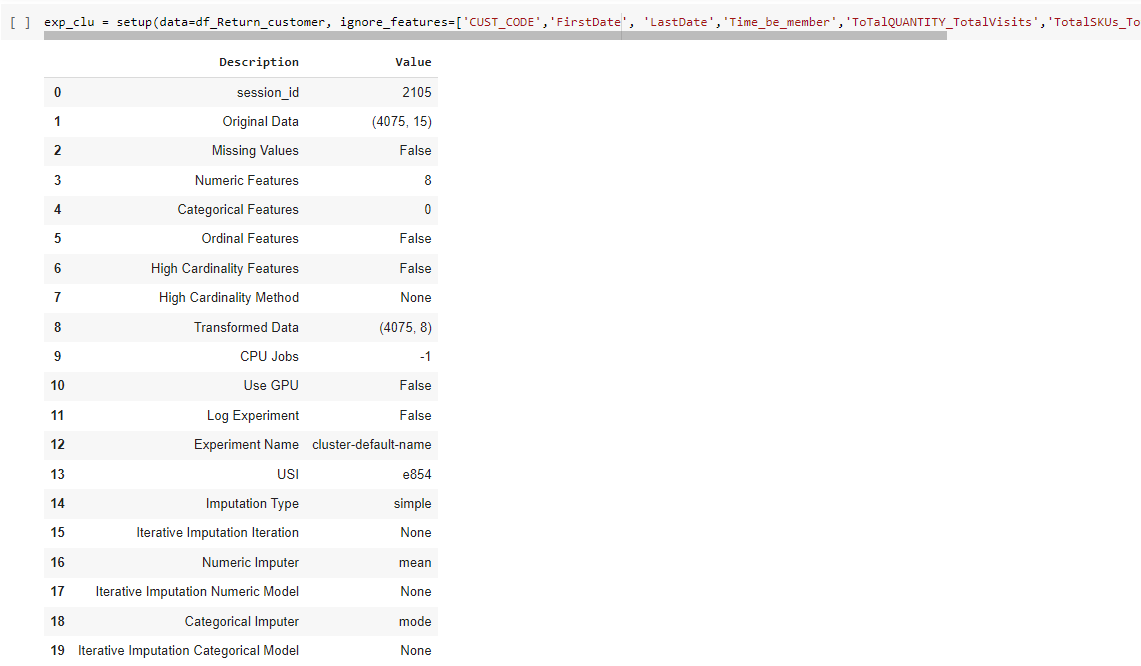 [ ] exp_clu = setup(data=df_Return_customer, ignore_features=['CUST_CODE','FirstDate', 'LastDate','Time_be_member','ToTalQUANTITY_TotalVisits','TotalSKUs_To
Description Value
0 session_id 2105
1 Original Data (4075, 15)
2 Missing Values False
3 Numeric Features 8
4 Categorical Features 0
5 Ordinal Features False
6 High Cardinality Features False
7 High Cardinality Method None
8 Transformed Data (4075, 8)
9 CPU Jobs -1
10 Use GPU False
11 Log Experiment False
12 Experiment Name cluster-default-name
13 USI e854
14 Imputation Type simple
15 Iterative Imputation Iteration None
16 Numeric Imputer mean
17 Iterative Imputation Numeric Model None
18 Categorical Imputer mode
19 Iterative Imputation Categorical Model None